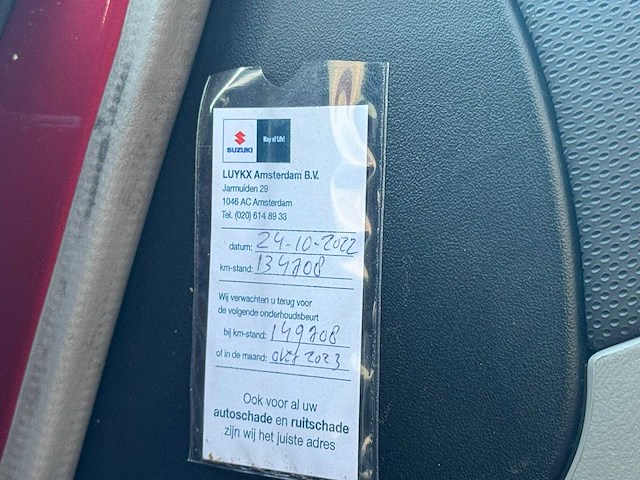 SUZUKI
Way of Life!
LUYKX Amsterdam B.V.
Jarmuiden 29
1046 AC Amsterdam
Tel. (020) 614 89 33
datum: 24-10-2022
km-stand: 134708
Wij verwachten u terug voor
de volgende onderhoudsbeurt
bij km-stand: 149708
of in de maand: okt 2023
Ook voor al uw
autoschade en ruitschade
zijn wij het juiste adres